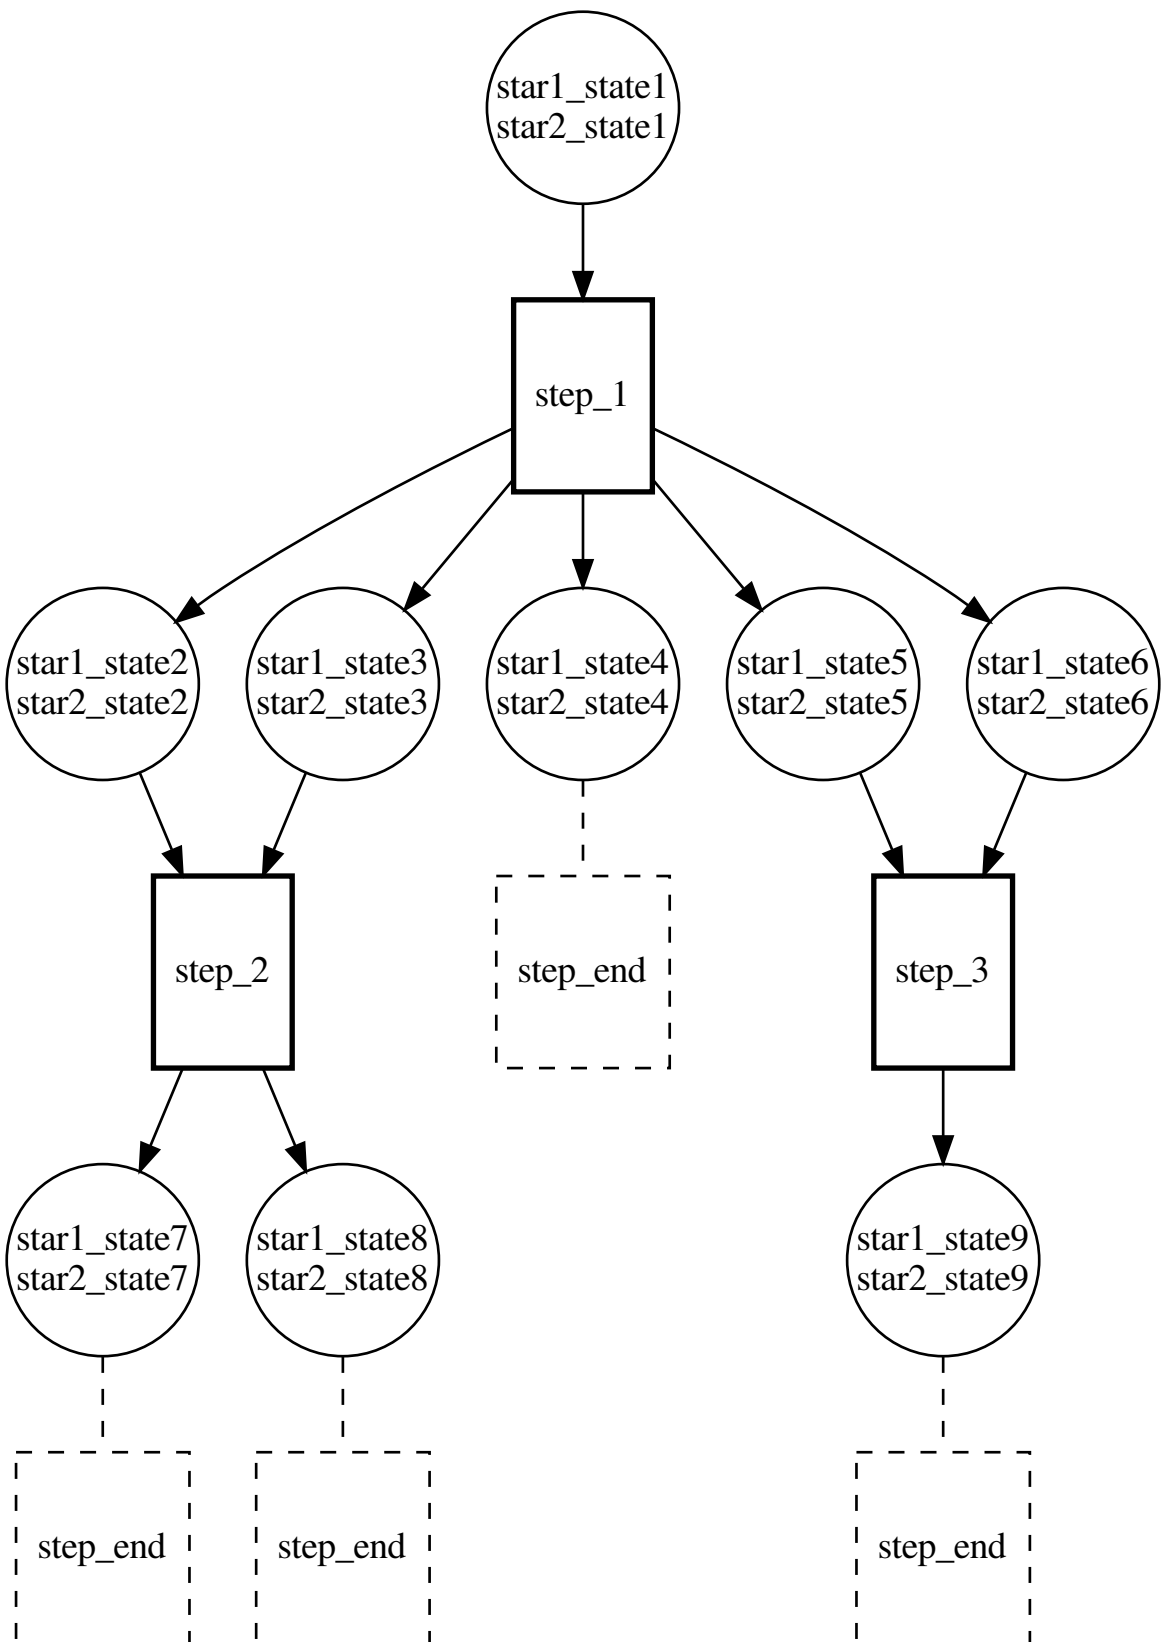 star1_state1
star2_state1
step_1
star1_state2
star2_state2
star1_state3
star2_state3
star1_state4
star2_state4
star1_state5
star2_state5
star1_state6
star2_state6
step_2
step_end
step_3
star1_state7
star2_state7
star1_state8
star2_state8
star1_state9
star2_state9
step_end
step_end
step_end